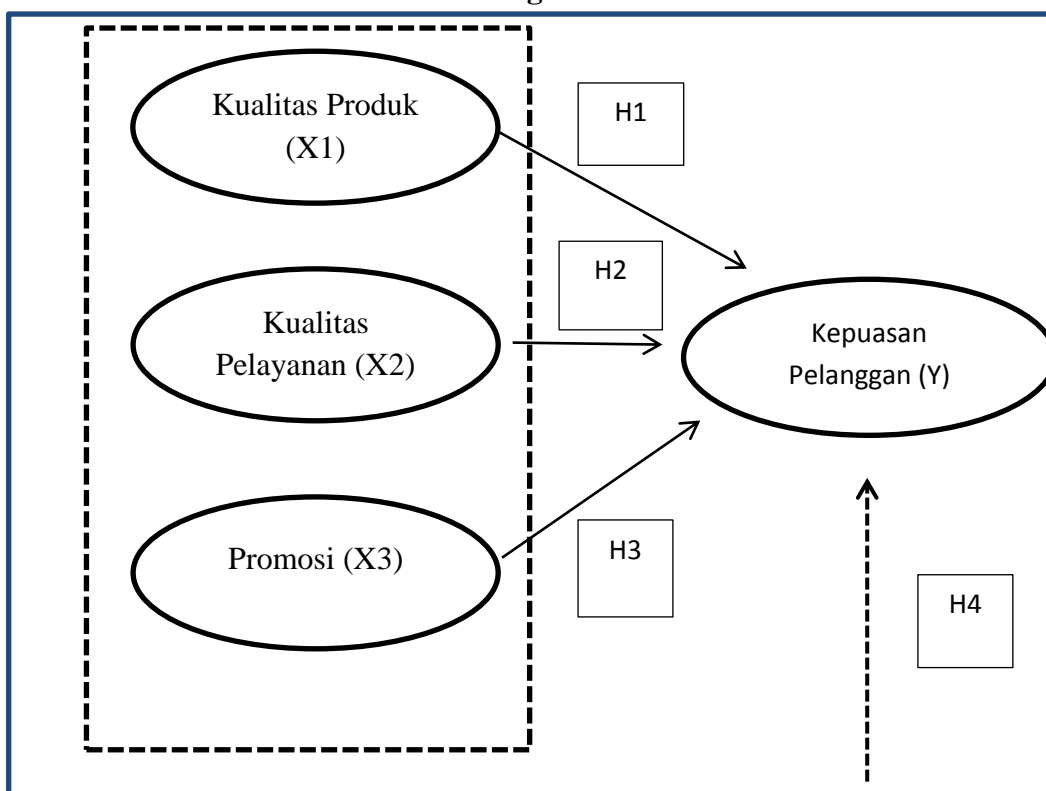 Kualitas Produk
(X1)
H1
H2
Kualitas
Pelayanan (X2)
Kepuasan
Pelanggan (Y)
Promosi (X3)
H3
H4